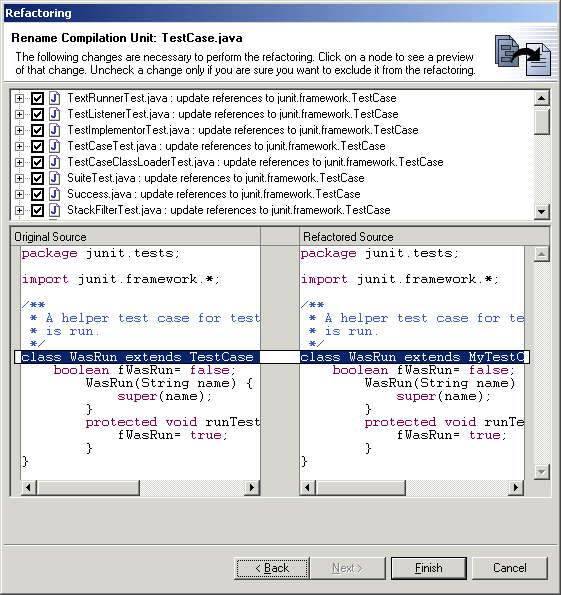 Refactoring
Rename Compilation Unit: TestCase.java
The following changes are necessary to perform the refactoring. Click on a node to see a preview
of that change. Uncheck a change only if you are sure you want to exclude it from the refactoring.
TextRunnerTest.java : update references to junit.framework.TestCase
TestListenerTest.java : update references to junit.framework.TestCase
TestImplementorTest.java : update references to junit.framework.TestCase
TestCaseTest.java : update references to junit.framework.TestCase
TestCaseClassLoaderTest.java : update references to junit.framework.TestCase
SuiteTest.java : update references to junit.framework.TestCase
Success.java : update references to junit.framework.TestCase
StackFilterTest.java : update references to junit.framework.TestCase
Original Source
package junit.tests;
import junit.framework.*;
/**
* A helper test case for test
* is run.
*/
class WasRun extends TestCase
boolean fWasRun= false;
WasRun(String name) {
super(name);
}
protected void runTest
fWasRun= true;
}
}
Refactored Source
package junit.tests;
import junit.framework.*;
/**
* A helper test case for te
* is run.
*/
class WasRun extends MyTestC
boolean fWasRun= false;
WasRun(String name)
super(name);
}
protected void runTe
fWasRun= true;
}
}
< Back
Next >
Finish
Cancel